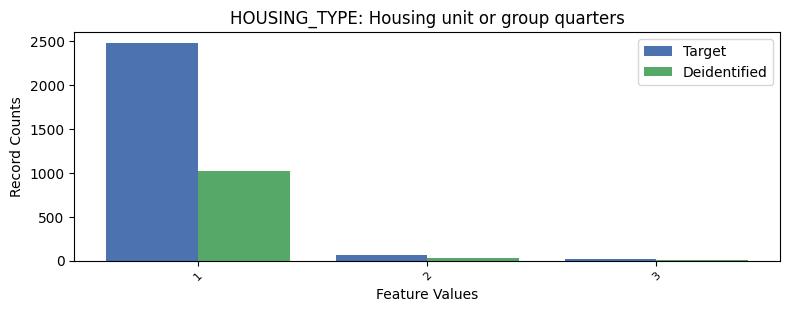 HOUSING_TYPE: Housing unit or group quarters
Target
Deidentified
Record Counts
2500
2000
1500
1000
500
0
1
2
3
Feature Values